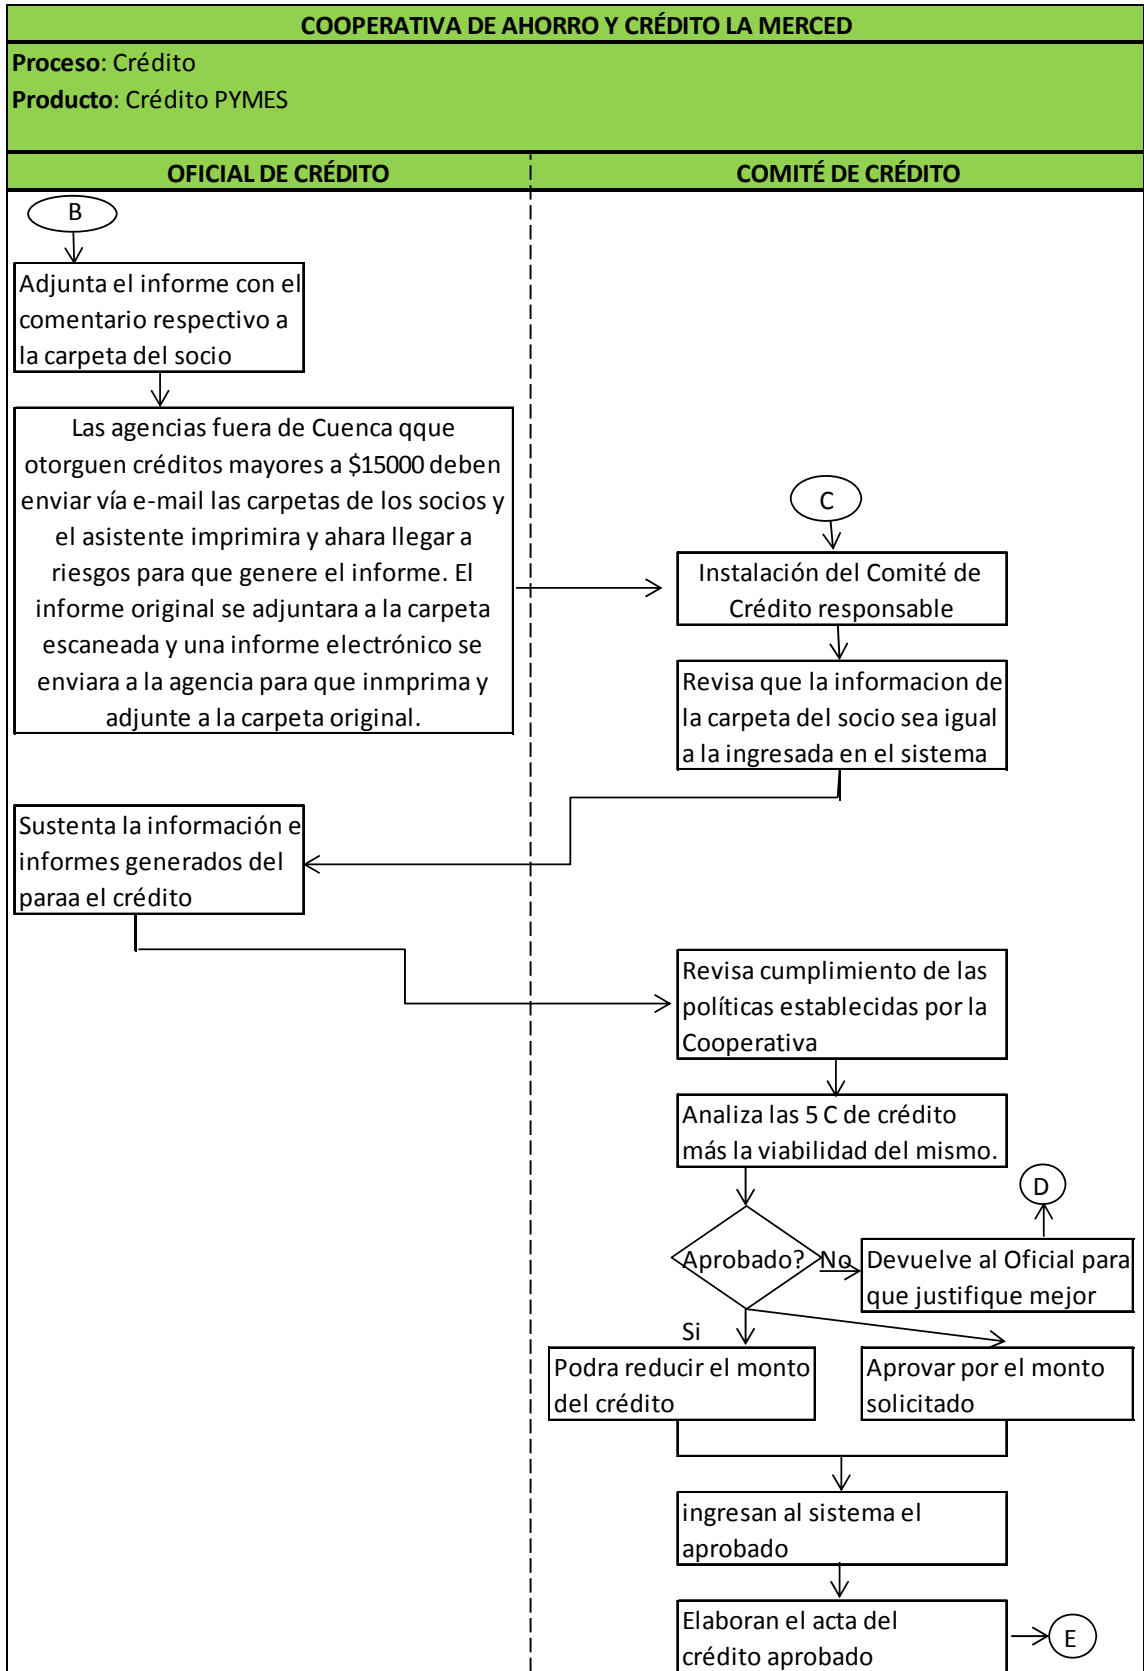 COOPERATIVA DE AHORRO Y CRÉDITO LA MERCED
Proceso: Crédito
Producto: Crédito PYMES
OFICIAL DE CRÉDITO
COMITÉ DE CRÉDITO
B
Adjunta el informe con el
comentario respectivo a
la carpeta del socio
Las agencias fuera de Cuenca qque
otorguen créditos mayores a $15000 deben
enviar vía e-mail las carpetas de los socios y
el asistente imprimira y ahara llegar a
riesgos para que genere el informe. El
informe original se adjuntara a la carpeta
escaneada y una informe electrónico se
enviara a la agencia para que inmprima y
adjunte a la carpeta original.
C
Instalación del Comité de
Crédito responsable
Revisa que la informacion de
la carpeta del socio sea igual
a la ingresada en el sistema
Sustenta la información e
informes generados del
paraa el crédito
Revisa cumplimiento de las
políticas establecidas por la
Cooperativa
Analiza las 5 C de crédito
más la viabilidad del mismo.
D
Aprobado?
No
Devuelve al Oficial para
que justifique mejor
Si
Podra reducir el monto
del crédito
Aprovar por el monto
solicitado
ingresan al sistema el
aprobado
Elaboran el acta del
crédito aprobado
E